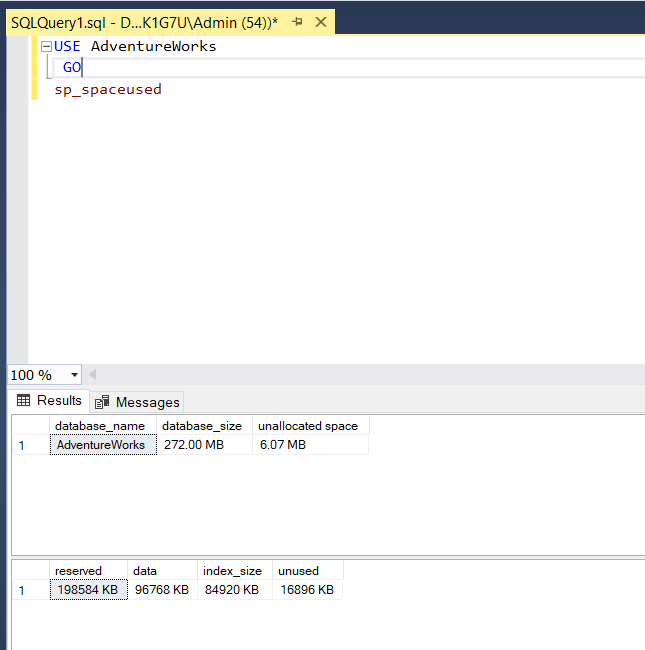 SQLQuery1.sql - D...K1G7U\Admin (54))*
USE AdventureWorks
GO
sp_spaceused
100 %
Results Messages
database_name database_size unallocated space
1 AdventureWorks 272.00 MB 6.07 MB
reserved data index_size unused
1 198584 KB 96768 KB 84920 KB 16896 KB